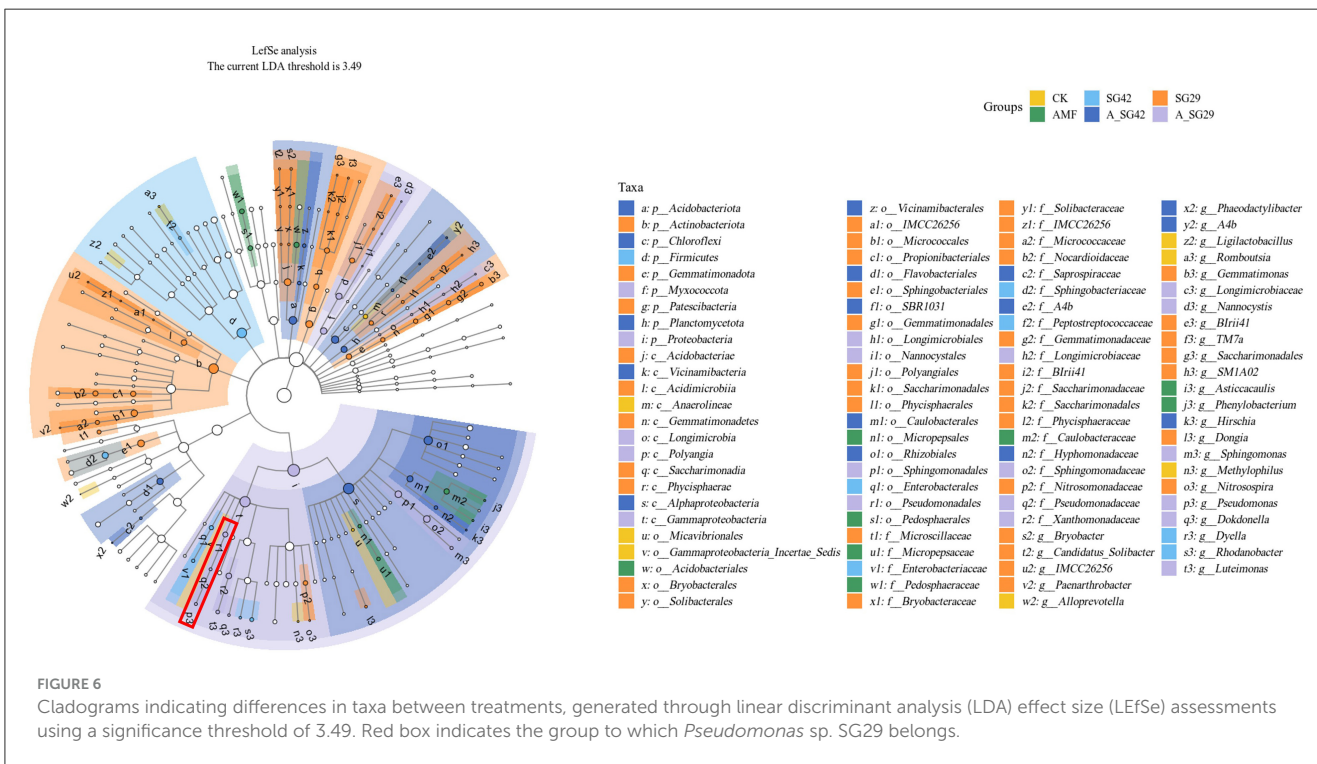 LefSe analysis
The current LDA threshold is 3.49
Groups
CK
SG42
SG29
AMF
A_SG42
A_SG29
Taxa
a: p__Acidobacteriota
b: p__Actinobacteriota
c: p__Chloroflexi
d: p__Firmicutes
e: p__Gemmatimonadota
f: p__Myxococcota
g: p__Patescibacteria
h: p__Planctomycetota
i: p__Proteobacteria
j: c__Acidobacteriae
k: c__Vicinamibacteria
l: c__Acidimicrobiia
m: c__Anaerolineae
n: c__Gemmatimonadetes
o: c__Longimicrobia
p: c__Polyangia
q: c__Saccharimonadia
r: c__Phycisphaerae
s: c__Alphaproteobacteria
t: c__Gammaproteobacteria
u: o__Micavibrionales
v: o__Gammaproteobacteria_Incertae_Sedis
w: o__Acidobacteriales
x: o__Bryobacterales
y: o__Solibacterales
z: o__Vicinamibacterales
a1: o__IMCC26256
b1: o__Micrococcales
c1: o__Propionibacteriales
d1: o__Flavobacteriales
e1: o__Sphingobacteriales
f1: o__SBR1031
g1: o__Gemmatimonadales
h1: o__Longimicrobiales
i1: o__Nannocystales
j1: o__Polyangiales
k1: o__Saccharimonadales
l1: o__Phycisphaerales
m1: o__Caulobacterales
n1: o__Micropepsales
o1: o__Rhizobiales
p1: o__Sphingomonadales
q1: o__Enterobacterales
r1: o__Pseudomonadales
s1: o__Pedosphaerales
t1: f__Microscillaceae
u1: f__Micropepsaceae
v1: f__Enterobacteriaceae
w1: f__Pedosphaeraceae
x1: f__Bryobacteraceae
y1: f__Solibacteraceae
z1: f__IMCC26256
a2: f__Micrococcaceae
b2: f__Nocardioidaceae
c2: f__Saprospiraceae
d2: f__Sphingobacteriaceae
e2: f__A4b
f2: f__Peptostreptococcaceae
g2: f__Gemmatimonadaceae
h2: f__Longimicrobiaceae
i2: f__BIrii41
j2: f__Saccharimonadaceae
k2: f__Saccharimonadales
l2: f__Phycisphaeraceae
m2: f__Caulobacteraceae
n2: f__Hyphomonadaceae
o2: f__Sphingomonadaceae
p2: f__Nitrosomonadaceae
q2: f__Pseudomonadaceae
r2: f__Xanthomonadaceae
s2: g__Bryobacter
t2: g__Candidatus_Solibacter
u2: g__IMCC26256
v2: g__Paenarthrobacter
w2: g__Alloprevotella
x2: g__Phaeodactylibacter
y2: g__A4b
z2: g__Ligilactobacillus
a3: g__Romboutsia
b3: g__Gemmatimonas
c3: g__Longimicrobiaceae
d3: g__Nannocystis
e3: g__BIrii41
f3: g__TM7a
g3: g__Saccharimonadales
h3: g__SM1A02
i3: g__Asticcacaulis
j3: g__Phenylobacterium
k3: g__Hirschia
l3: g__Dongia
m3: g__Sphingomonas
n3: g__Methylophilus
o3: g__Nitrosospira
p3: g__Pseudomonas
q3: g__Dokdonella
r3: g__Dyella
s3: g__Rhodanobacter
t3: g__Luteimonas
FIGURE 6
Cladograms indicating differences in taxa between treatments, generated through linear discriminant analysis (LDA) effect size (LEfSe) assessments
using a significance threshold of 3.49. Red box indicates the group to which Pseudomonas sp. SG29 belongs.